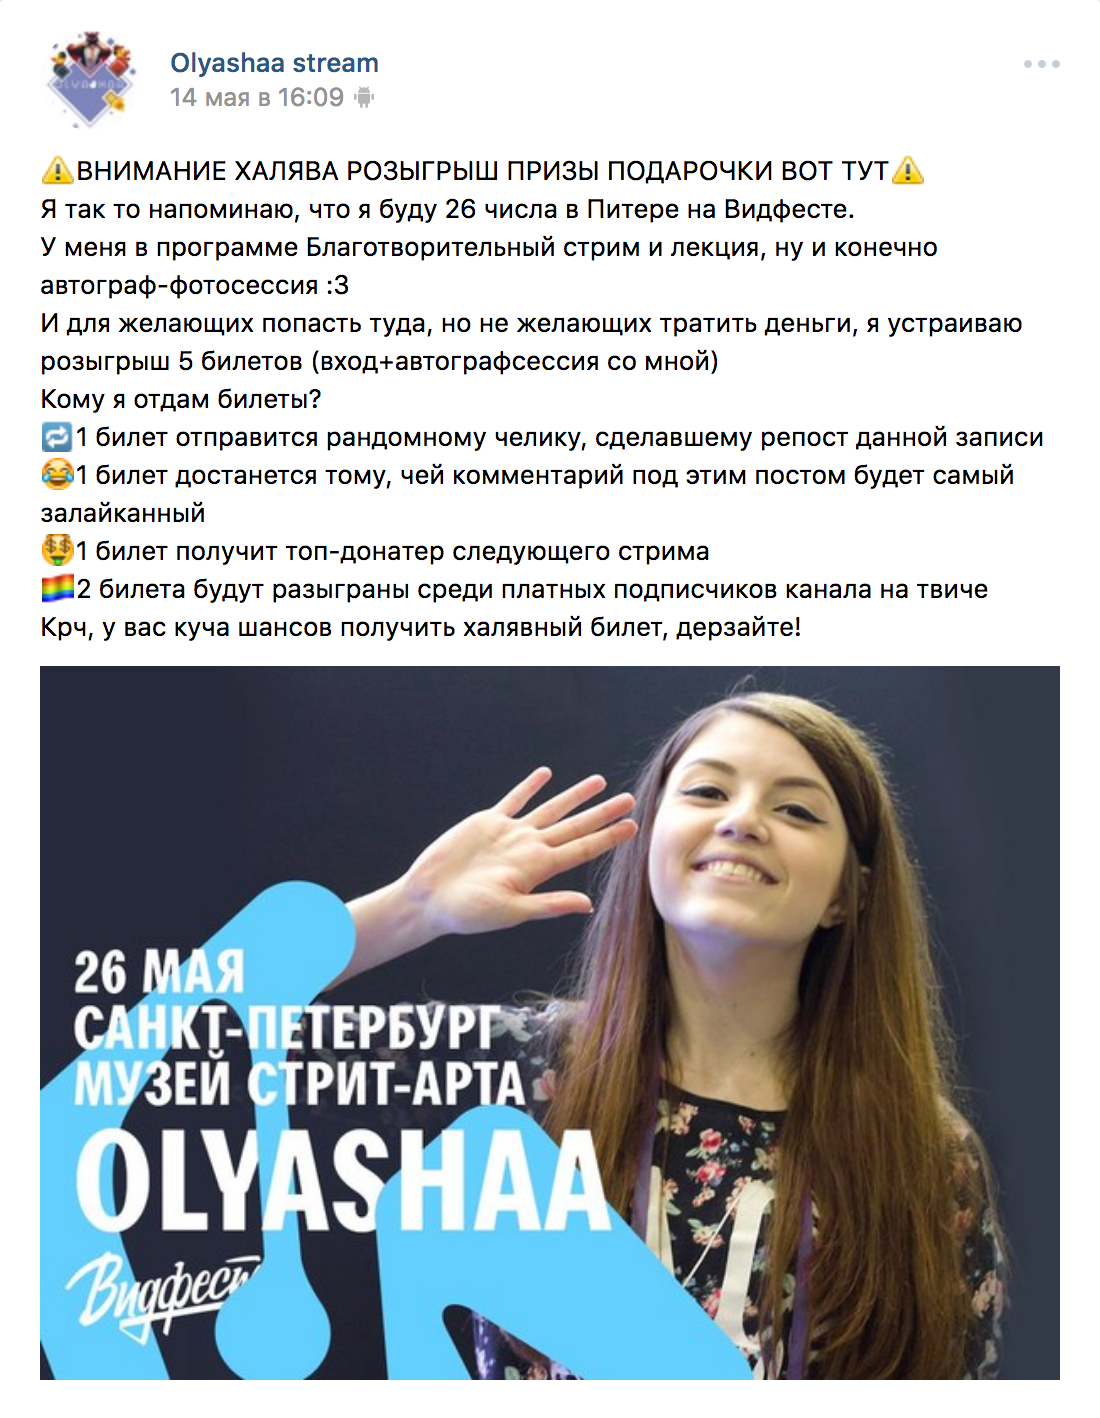 Olyashaa stream
14 мая в 16:09
⚠️ВНИМАНИЕ ХАЛЯВА РОЗЫГРЫШ ПРИЗЫ ПОДАРОЧКИ ВОТ ТУТ⚠️
Я так то напоминаю, что я буду 26 числа в Питере на Видфесте.
У меня в программе Благотворительный стрим и лекция, ну и конечно
автограф-фотосессия :3
И для желающих попасть туда, но не желающих тратить деньги, я устраиваю
розыгрыш 5 билетов (вход+автографсессия со мной)
Кому я отдам билеты?
🔁1 билет отправится рандомному челику, сделавшему репост данной записи
😂1 билет достанется тому, чей комментарий под этим постом будет самый
залайканный
🤑1 билет получит топ-донатер следующего стрима
🏳️‍🌈2 билета будут разыграны среди платных подписчиков канала на твиче
Крч, у вас куча шансов получить халявный билет, дерзайте!
26 МАЯ
САНКТ-ПЕТЕРБУРГ
МУЗЕЙ СТРИТ-АРТА
OLYASHAA
Видфест